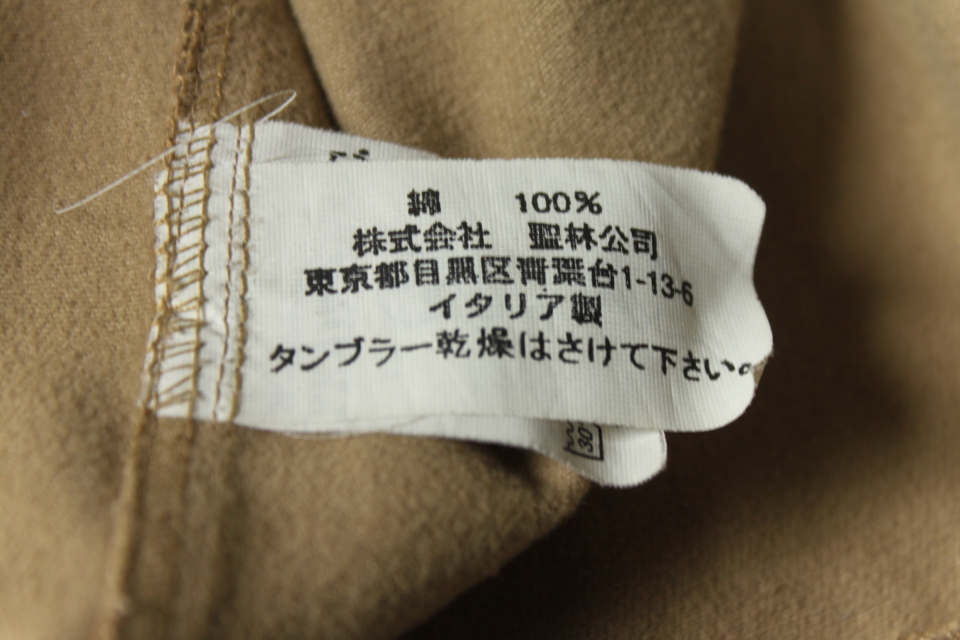 綿 100%
株式会社 聖林公司
東京都目黒区青葉台1-13-6
イタリア製
タンブラー乾燥はさけて下さい。
30